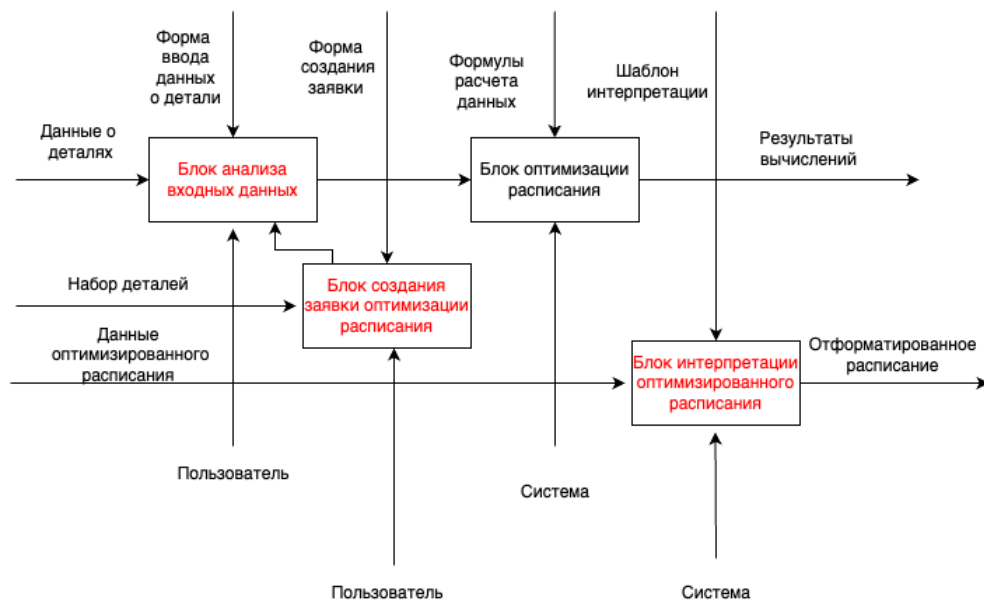 Форма
ввода
данных
о детали
Форма
создания
заявки
Формулы
расчета
данных
Шаблон
интерпретации
Данные о
деталях
Блок анализа
входных данных
Блок оптимизации
расписания
Результаты
вычислений
Набор деталей
Блок создания
заявки оптимизации
расписания
Данные
оптимизированного
расписания
Блок интерпретации
оптимизированного
расписания
Отформатированное
расписание
Пользователь
Система
Пользователь
Система